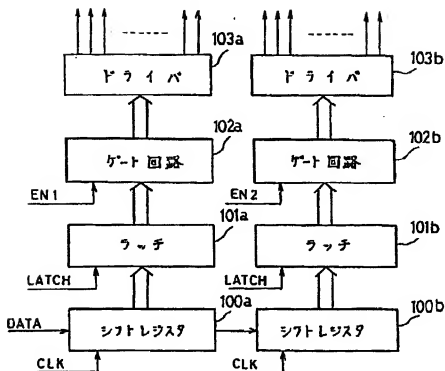 103a
103b
ドライバ
ドライバ
102a
102b
ゲート回路
ゲート回路
EN1
EN2
101a
101b
ラッチ
ラッチ
LATCH
LATCH
100a
100b
DATA
シフトレジスタ
シフトレジスタ
CLK
CLK